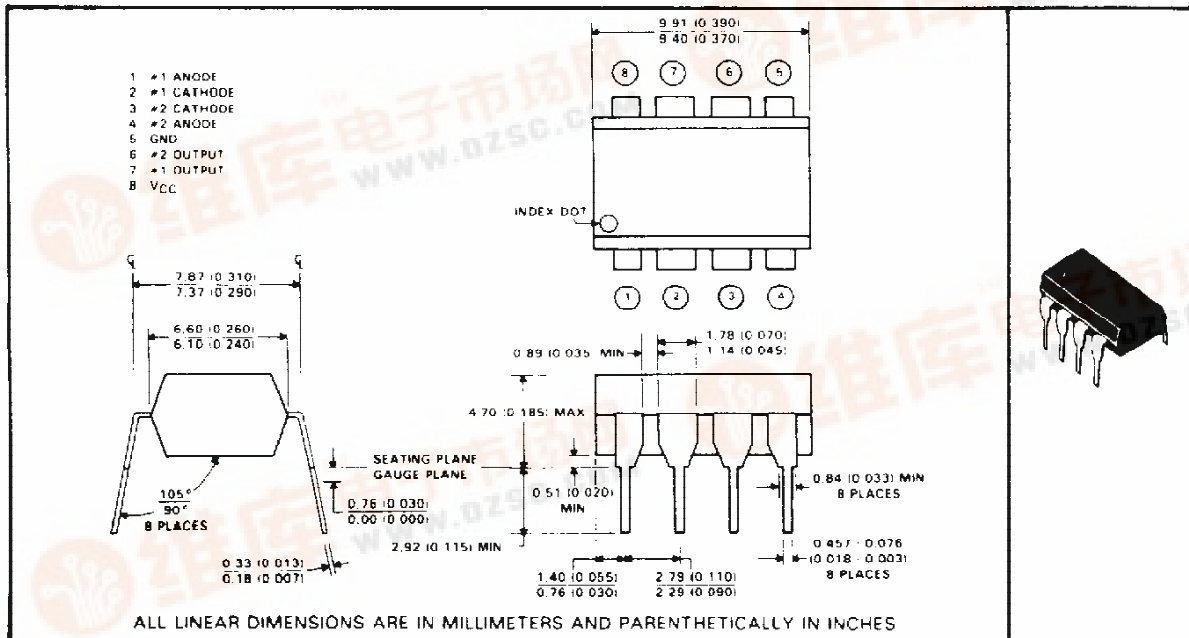 9.91 (0.390)
9.40 (0.370)
1 #1 ANODE
2 #1 CATHODE
3 #2 CATHODE
4 #2 ANODE
5 GND
6 #2 OUTPUT
7 #1 OUTPUT
8 VCC
8 7 6 5
INDEX DOT
1 2 3 4
7.87 (0.310)
7.37 (0.290)
6.60 (0.260)
6.10 (0.240)
0.89 (0.035 MIN
1.78 (0.070)
1.14 (0.045)
4.70 (0.185) MAX
SEATING PLANE
GAUGE PLANE
0.51 (0.020)
MIN
0.84 (0.033) MIN
8 PLACES
105°
90°
8 PLACES
0.76 (0.030)
0.00 (0.000)
2.92 (0.115) MIN
0.457 0.076
(0.018 0.003)
8 PLACES
0.33 (0.013)
0.18 (0.007)
1.40 (0.055)
0.76 (0.030)
2.79 (0.110)
2.29 (0.090)
ALL LINEAR DIMENSIONS ARE IN MILLIMETERS AND PARENTHETICALLY IN INCHES
维库电子市场网
WWW.DZSC.COM